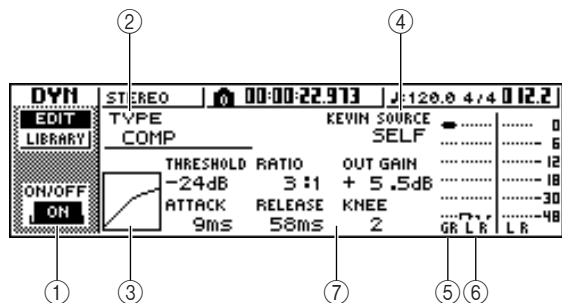 ② ④
DYN STEREO 00:00:22.973 ♩:120.0 4/4 012.2
EDIT TYPE KEVIN SOURCE
LIBRARY COMP SELF
THRESHOLD RATIO OUT GAIN
-24dB 3:1 + 5.5dB
ON/OFF
ON
ATTACK RELEASE KNEE
9ms 58ms 2
0
6
12
18
30
48
GR L R L R
① ③ ⑦ ⑤ ⑥